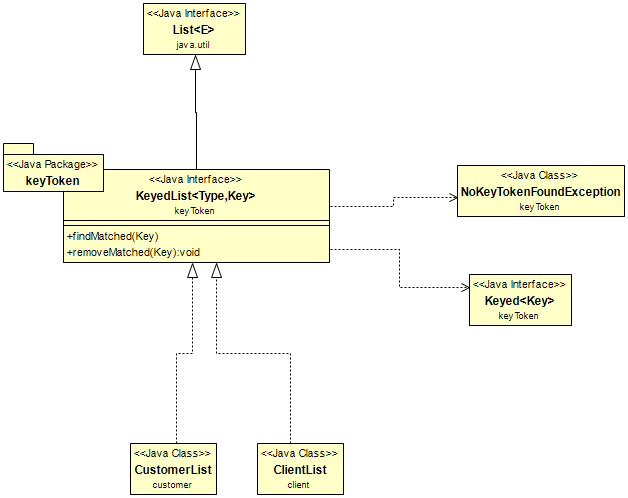 <<Java Interface>>
List<E>
java.util
<<Java Package>>
keyToken
<<Java Interface>>
KeyedList<Type,Key>
keyToken
+findMatched(Key)
+removeMatched(Key):void
<<Java Class>>
NoKeyTokenFoundException
keyToken
<<Java Interface>>
Keyed<Key>
keyToken
<<Java Class>>
CustomerList
customer
<<Java Class>>
ClientList
client